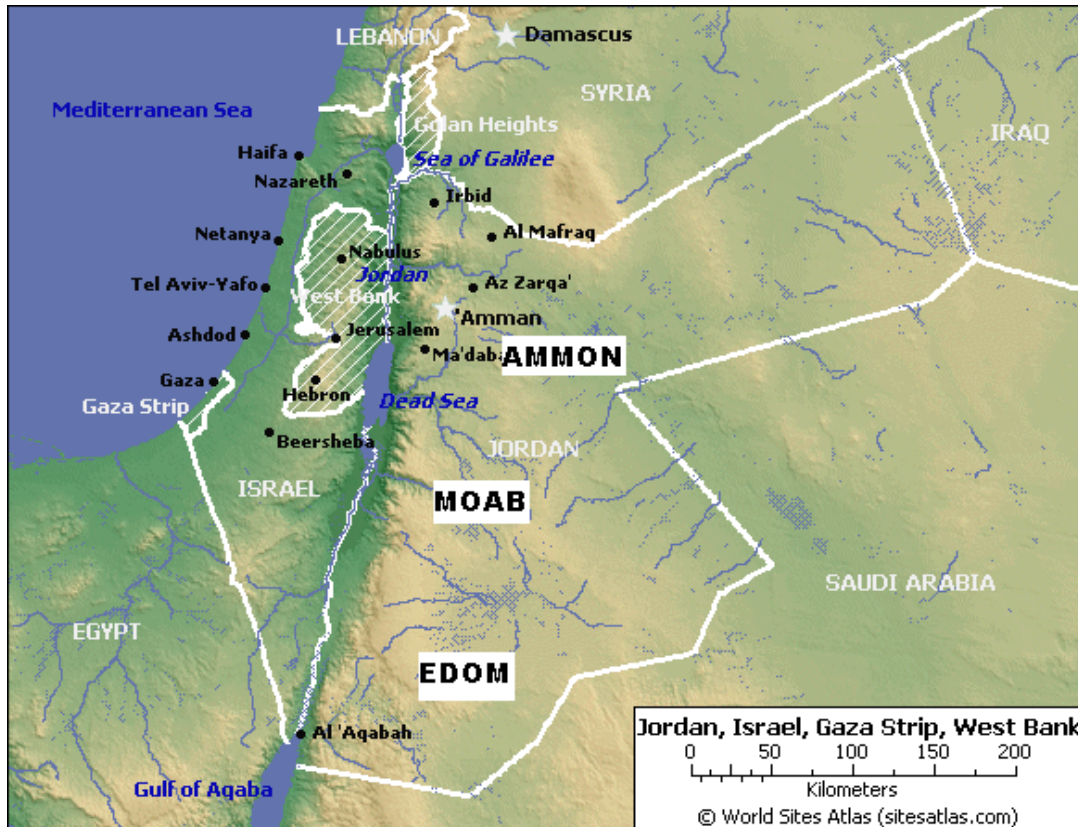 LEBANON
Damascus
SYRIA
Mediterranean Sea
Golan Heights
IRAQ
Haifa
Sea of Galilee
Nazareth
Irbid
Netanya
Al Mafraq
Nabulus
Jordan
Tel Aviv-Yafo
West Bank
Az Zarqa'
'Amman
Ashdod
Jerusalem
Ma'daba
AMMON
Gaza
Hebron
Gaza Strip
Dead Sea
Beersheba
JORDAN
ISRAEL
MOAB
SAUDI ARABIA
EGYPT
EDOM
Al 'Aqabah
Gulf of Aqaba
Jordan, Israel, Gaza Strip, West Bank
0 50 100 150 200
Kilometers
© World Sites Atlas (sitesatlas.com)